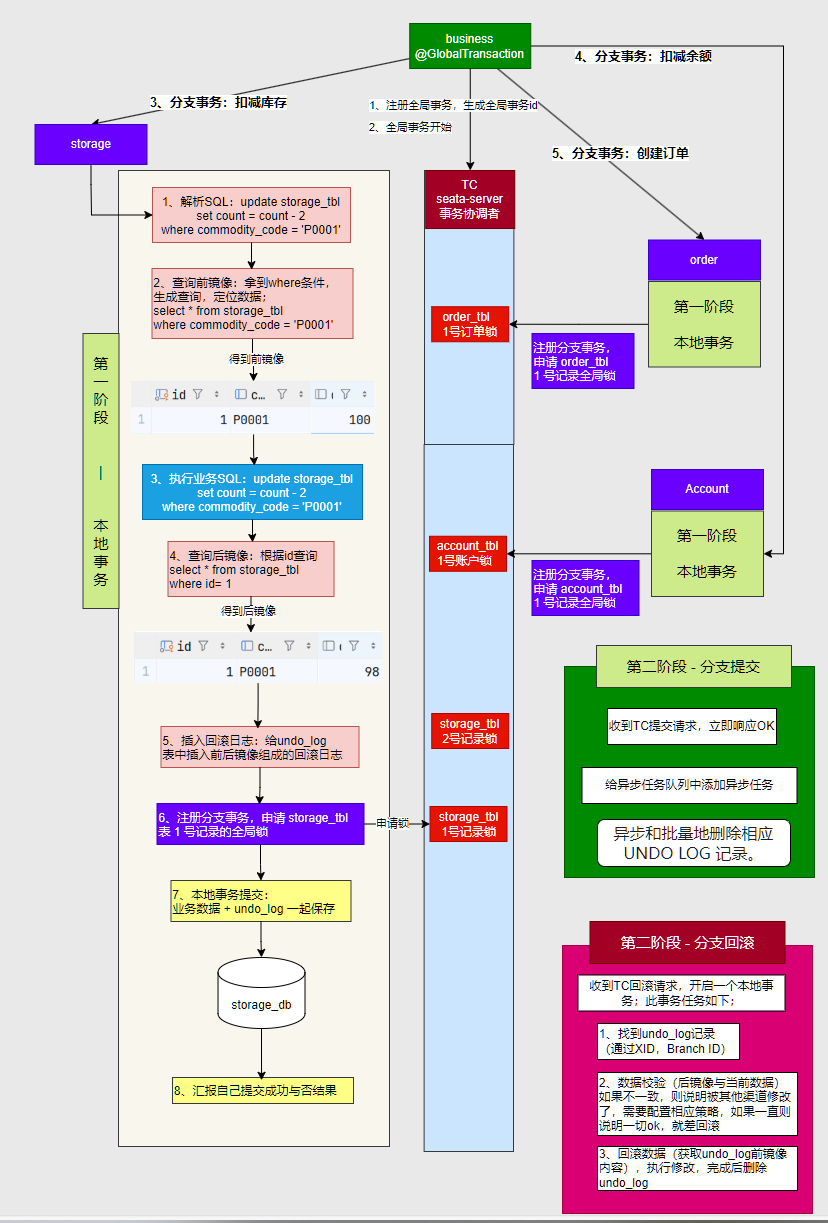 business
@GlobalTransaction
4、分支事务：扣减余额
3、分支事务：扣减库存
1、注册全局事务，生成全局事务id
2、全局事务开始
storage
5、分支事务：创建订单
TC
seata-server
事务协调者
1、解析SQL：update storage_tbl
set count = count - 2
where commodity_code = 'P0001'
order
2、查询前镜像：拿到where条件，
生成查询，定位数据；
select * from storage_tbl
where commodity_code = 'P0001'
order_tbl
1号订单锁
第一阶段
本地事务
注册分支事务，
申请 order_tbl
1 号记录全局锁
得到前镜像
第一阶段
|
本地事务
id c...
1 1 P0001 100
3、执行业务SQL：update storage_tbl
set count = count - 2
where commodity_code = 'P0001'
Account
4、查询后镜像：根据id查询
select * from storage_tbl
where id= 1
account_tbl
1号账户锁
第一阶段
本地事务
注册分支事务，
申请 account_tbl
1 号记录全局锁
得到后镜像
id c...
1 1 P0001 98
第二阶段 - 分支提交
收到TC提交请求，立即响应OK
给异步任务队列中添加异步任务
异步和批量地删除相应
UNDO LOG 记录。
storage_tbl
2号记录锁
5、插入回滚日志：给undo_log
表中插入前后镜像组成的回滚日志
6、注册分支事务，申请 storage_tbl
表 1 号记录的全局锁
申请锁
storage_tbl
1号记录锁
7、本地事务提交：
业务数据 + undo_log 一起保存
storage_db
8、汇报自己提交成功与否结果
第二阶段 - 分支回滚
收到TC回滚请求，开启一个本地事
务；此事务任务如下；
1、找到undo_log记录
（通过XID，Branch ID）
2、数据校验（后镜像与当前数据）
如果不一致，则说明被其他渠道修改
了，需要配置相应策略，如果一直则
说明一切ok，就差回滚
3、回滚数据（获取undo_log前镜像
内容），执行修改，完成后删除
undo_log